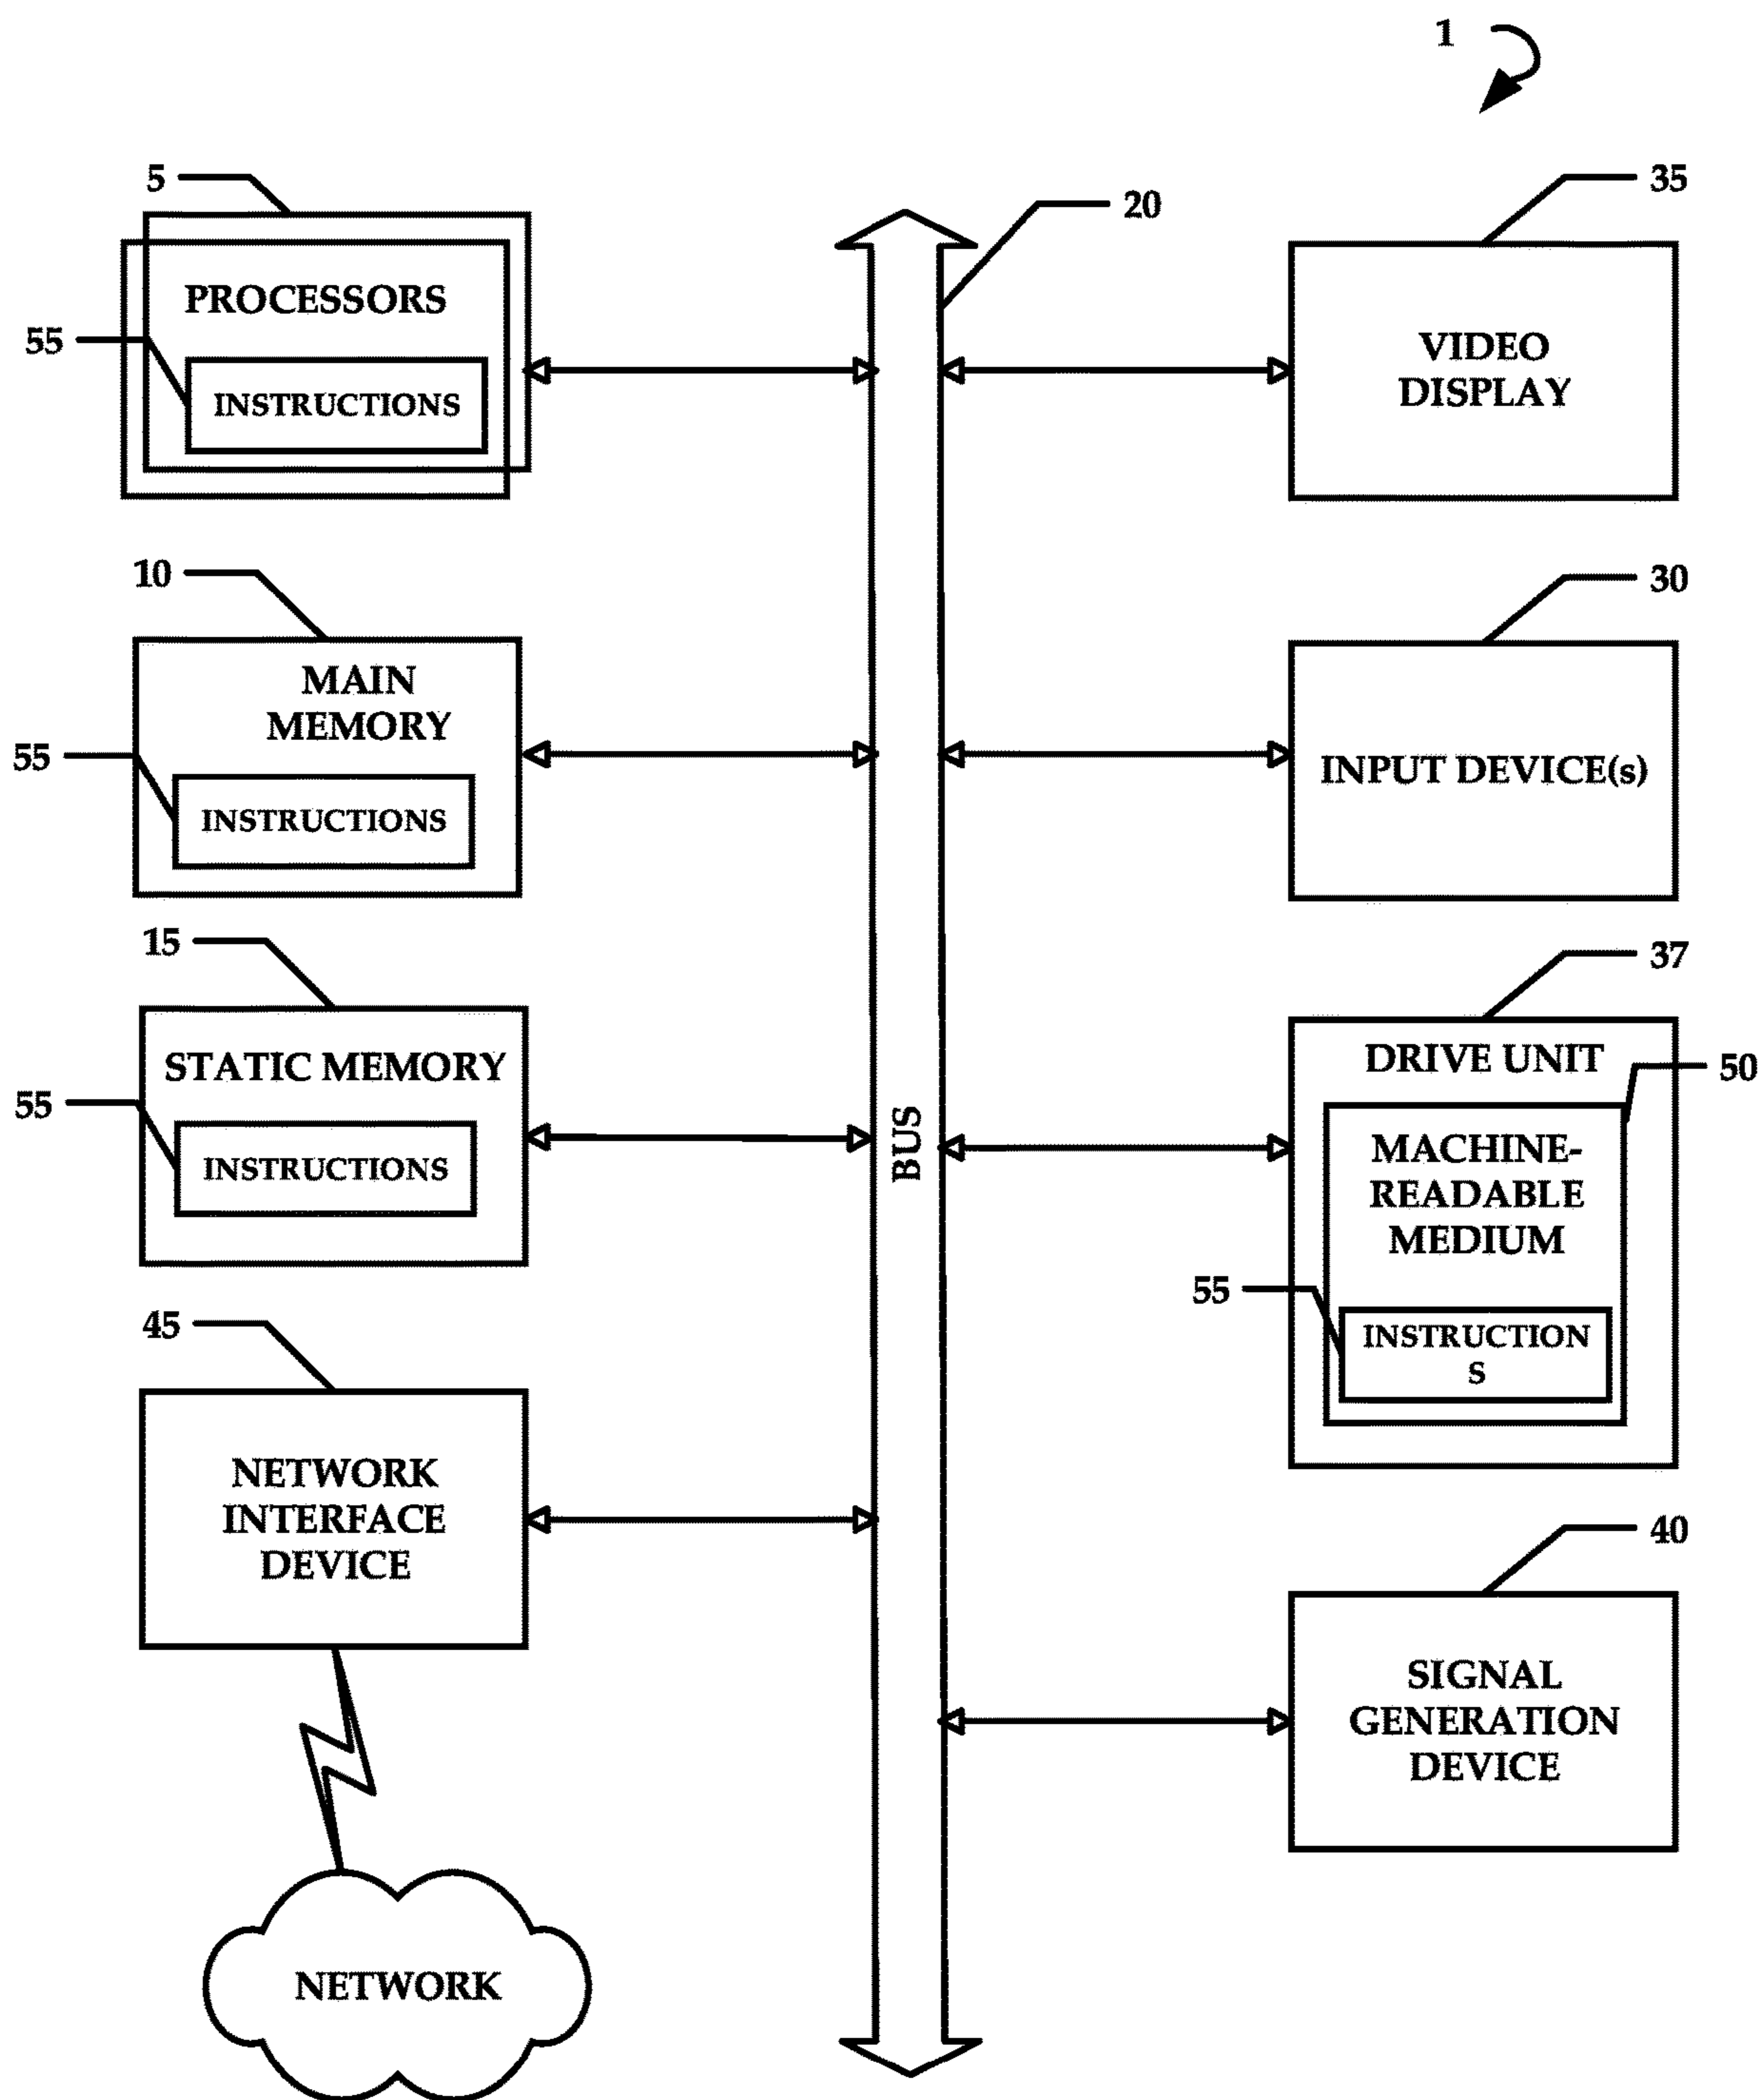 1
5
PROCESSORS
55
INSTRUCTIONS
10
MAIN
MEMORY
55
INSTRUCTIONS
15
STATIC MEMORY
55
INSTRUCTIONS
45
NETWORK
INTERFACE
DEVICE
NETWORK
20
BUS
35
VIDEO
DISPLAY
30
INPUT DEVICE(s)
37
DRIVE UNIT
50
MACHINE-
READABLE
MEDIUM
55
INSTRUCTION
S
40
SIGNAL
GENERATION
DEVICE